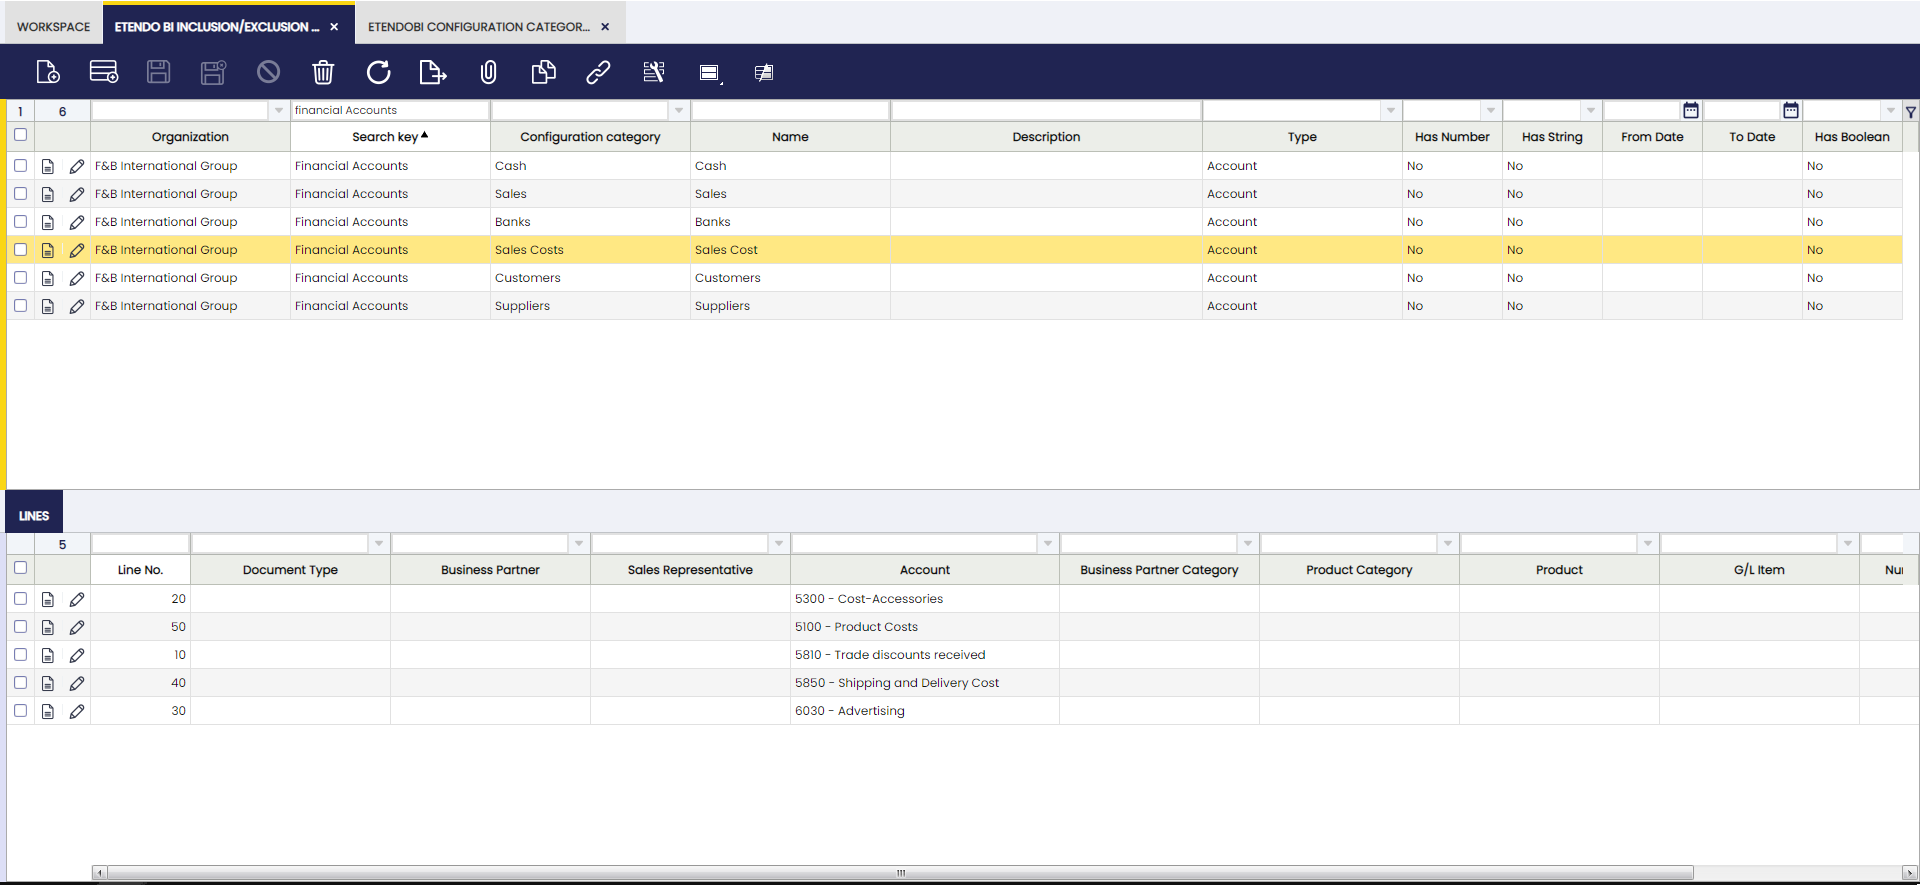 WORKSPACE ETENDO BI INCLUSION/EXCLUSION ... × ETENDOBI CONFIGURATION CATEGOR... ×
1 6 financial Accounts
Organization Search key Configuration category Name Description Type Has Number Has String From Date To Date Has Boolean
F&B International Group Financial Accounts Cash Cash Account No No No
F&B International Group Financial Accounts Sales Sales Account No No No
F&B International Group Financial Accounts Banks Banks Account No No No
F&B International Group Financial Accounts Sales Costs Sales Cost Account No No No
F&B International Group Financial Accounts Customers Customers Account No No No
F&B International Group Financial Accounts Suppliers Suppliers Account No No No
LINES
5
Line No. Document Type Business Partner Sales Representative Account Business Partner Category Product Category Product G/L Item
20 5300 - Cost-Accessories
50 5100 - Product Costs
10 5810 - Trade discounts received
40 5850 - Shipping and Delivery Cost
30 6030 - Advertising